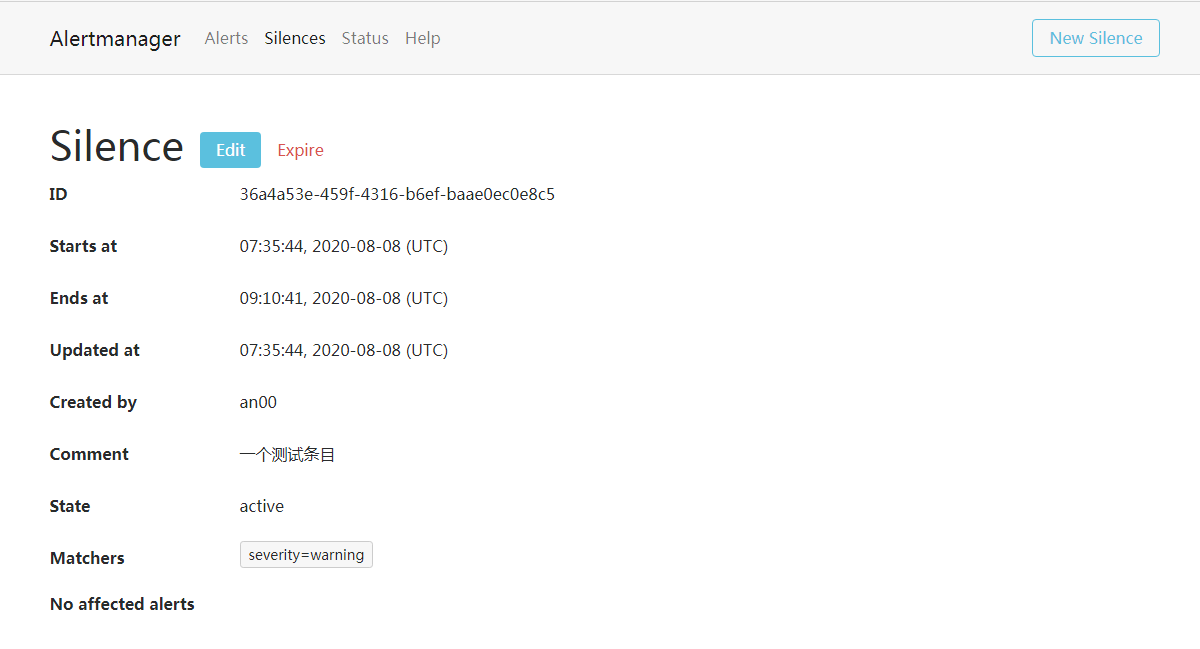 Alertmanager Alerts Silences Status Help New Silence
Silence Edit Expire
ID 36a4a53e-459f-4316-b6ef-baae0ec0e8c5
Starts at 07:35:44, 2020-08-08 (UTC)
Ends at 09:10:41, 2020-08-08 (UTC)
Updated at 07:35:44, 2020-08-08 (UTC)
Created by an00
Comment 一个测试条目
State active
Matchers severity=warning
No affected alerts